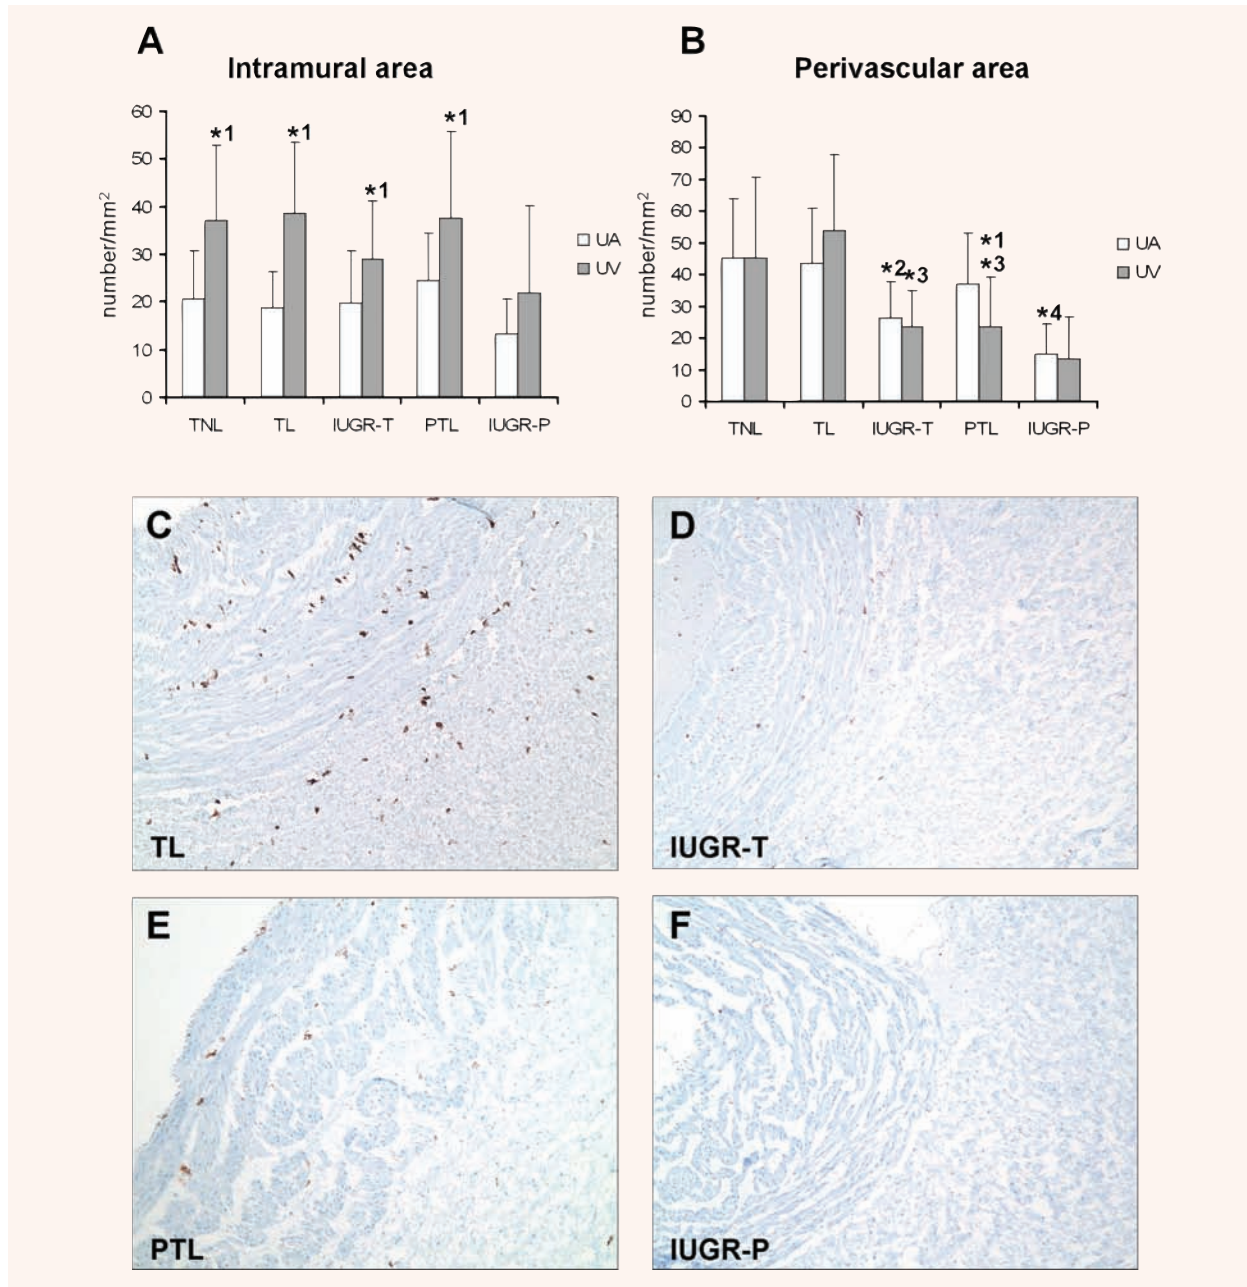 A
Intramural area
number/mm²
60
50
40
30
20
10
0
*1
*1
*1
*1
TNL
TL
IUGR-T
PTL
IUGR-P
UA
UV
B
Perivascular area
number/mm²
90
80
70
60
50
40
30
20
10
0
*2
*3
*1
*3
*4
TNL
TL
IUGR-T
PTL
IUGR-P
UA
UV
C
TL
D
IUGR-T
E
PTL
F
IUGR-P